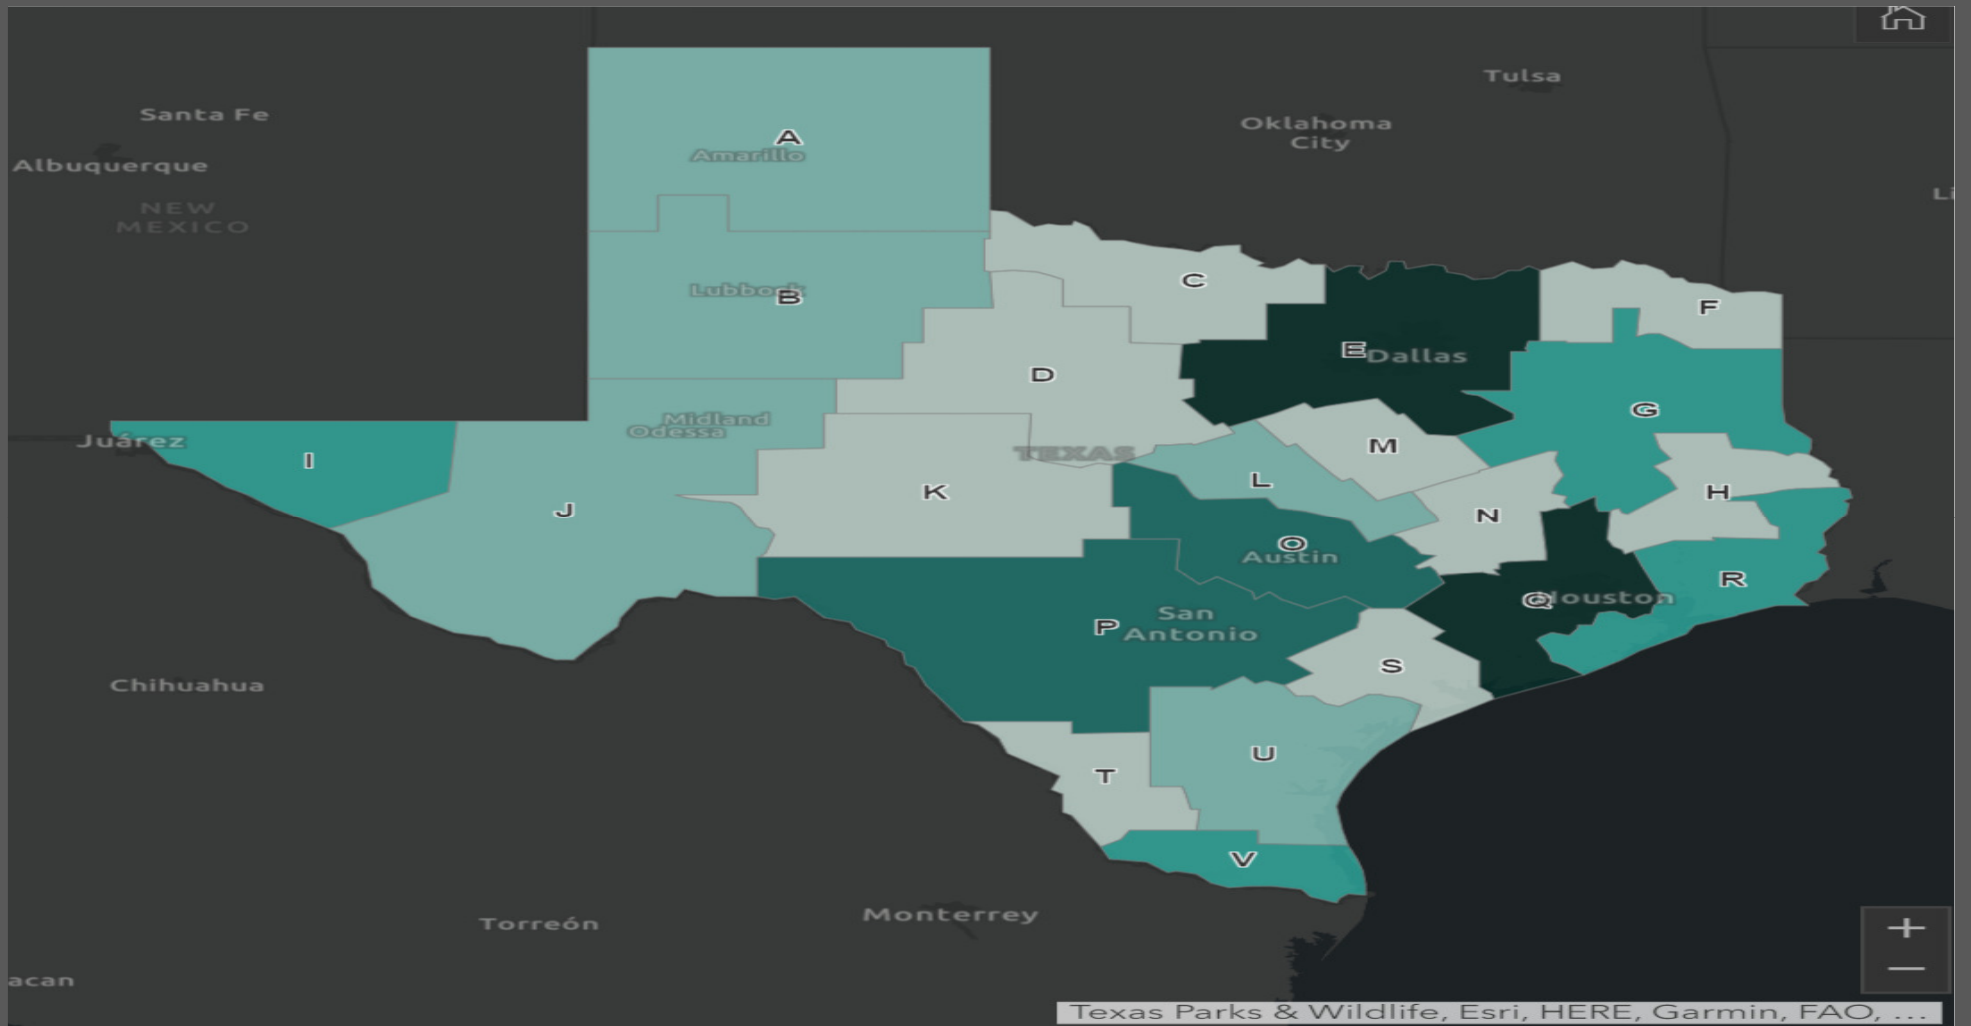 Tulsa
Santa Fe
Oklahoma
City
A
Amarillo
Albuquerque
NEW
MEXICO
Li
C
Lubbock
B
F
E
Dallas
D
G
Midland
Odessa
Juárez
M
TEXAS
I
L
K
H
J
N
O
Austin
R
Q
Houston
San
P
Antonio
S
Chihuahua
U
T
V
Monterrey
Torreón
+
acan
−
Texas Parks & Wildlife, Esri, HERE, Garmin, FAO, ...